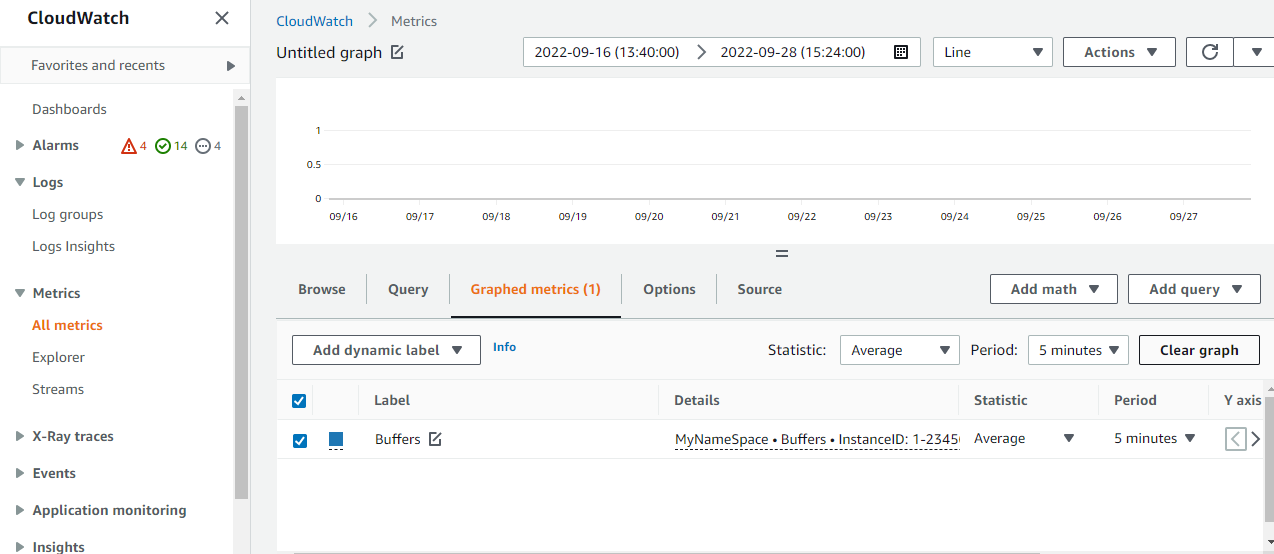 CloudWatch
Favorites and recents
Dashboards
Alarms 4 14 4
Logs
Log groups
Logs Insights
Metrics
All metrics
Explorer
Streams
X-Ray traces
Events
Application monitoring
Insights
CloudWatch > Metrics
Untitled graph 2022-09-16 (13:40:00) > 2022-09-28 (15:24:00) Line Actions
1
0.5
0
09/16 09/17 09/18 09/19 09/20 09/21 09/22 09/23 09/24 09/25 09/26 09/27
Browse Query Graphed metrics (1) Options Source Add math Add query
Add dynamic label Info Statistic: Average Period: 5 minutes Clear graph
Label Details Statistic Period Y axis
Buffers MyNameSpace • Buffers • InstanceID: 1-2345 Average 5 minutes